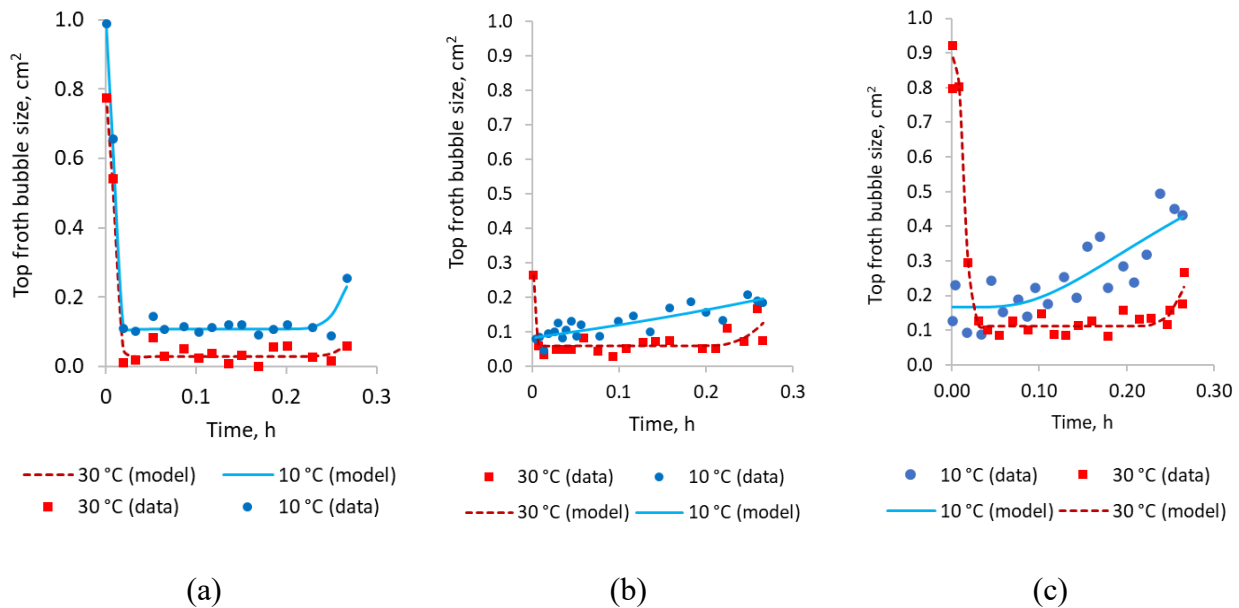 Top froth bubble size, cm²
1.0
0.8
0.6
0.4
0.2
0.0
0
0.1
0.2
0.3
Time, h
30 °C (model)
10 °C (model)
30 °C (data)
10 °C (data)
(a)
Top froth bubble size, cm²
1.0
0.9
0.8
0.7
0.6
0.5
0.4
0.3
0.2
0.1
0.0
0
0.1
0.2
0.3
Time, h
30 °C (data)
10 °C (data)
30 °C (model)
10 °C (model)
(b)
Top froth bubble size, cm²
1.0
0.9
0.8
0.7
0.6
0.5
0.4
0.3
0.2
0.1
0.0
0.00
0.10
0.20
0.30
Time, h
10 °C (data)
30 °C (data)
10 °C (model)
30 °C (model)
(c)